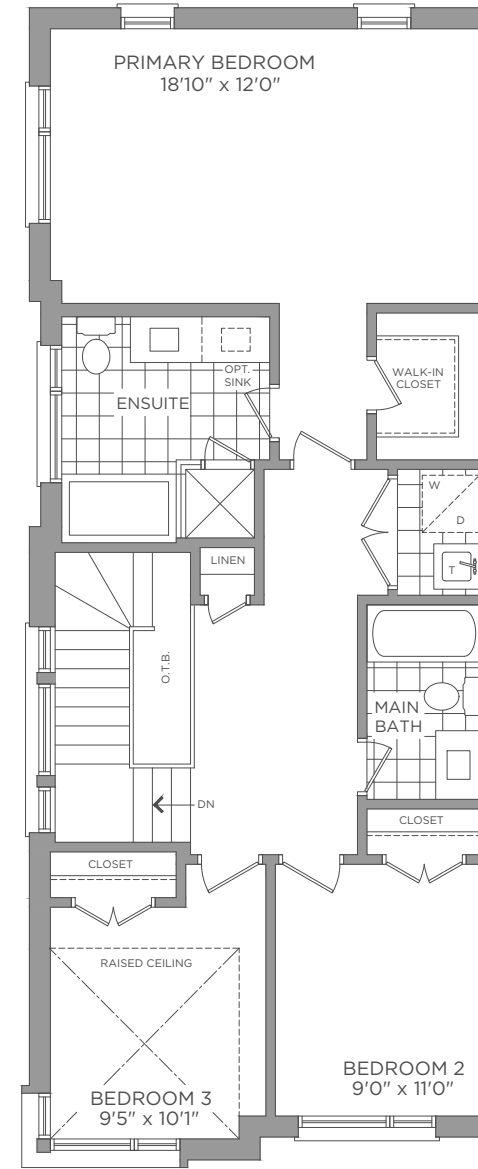 PRIMARY BEDROOM
18'10" x 12'0"
OPT.
SINK
ENSUITE
WALK-IN
CLOSET
W
D
T
LINEN
O.T.B.
MAIN
BATH
DN
CLOSET
CLOSET
RAISED CEILING
BEDROOM 2
9'0" x 11'0"
BEDROOM 3
9'5" x 10'1"